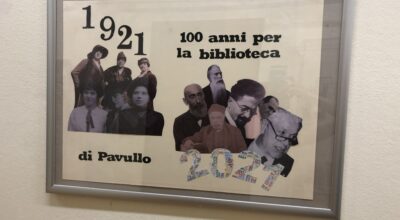 1921
100 anni per
la biblioteca
di Pavullo
2021